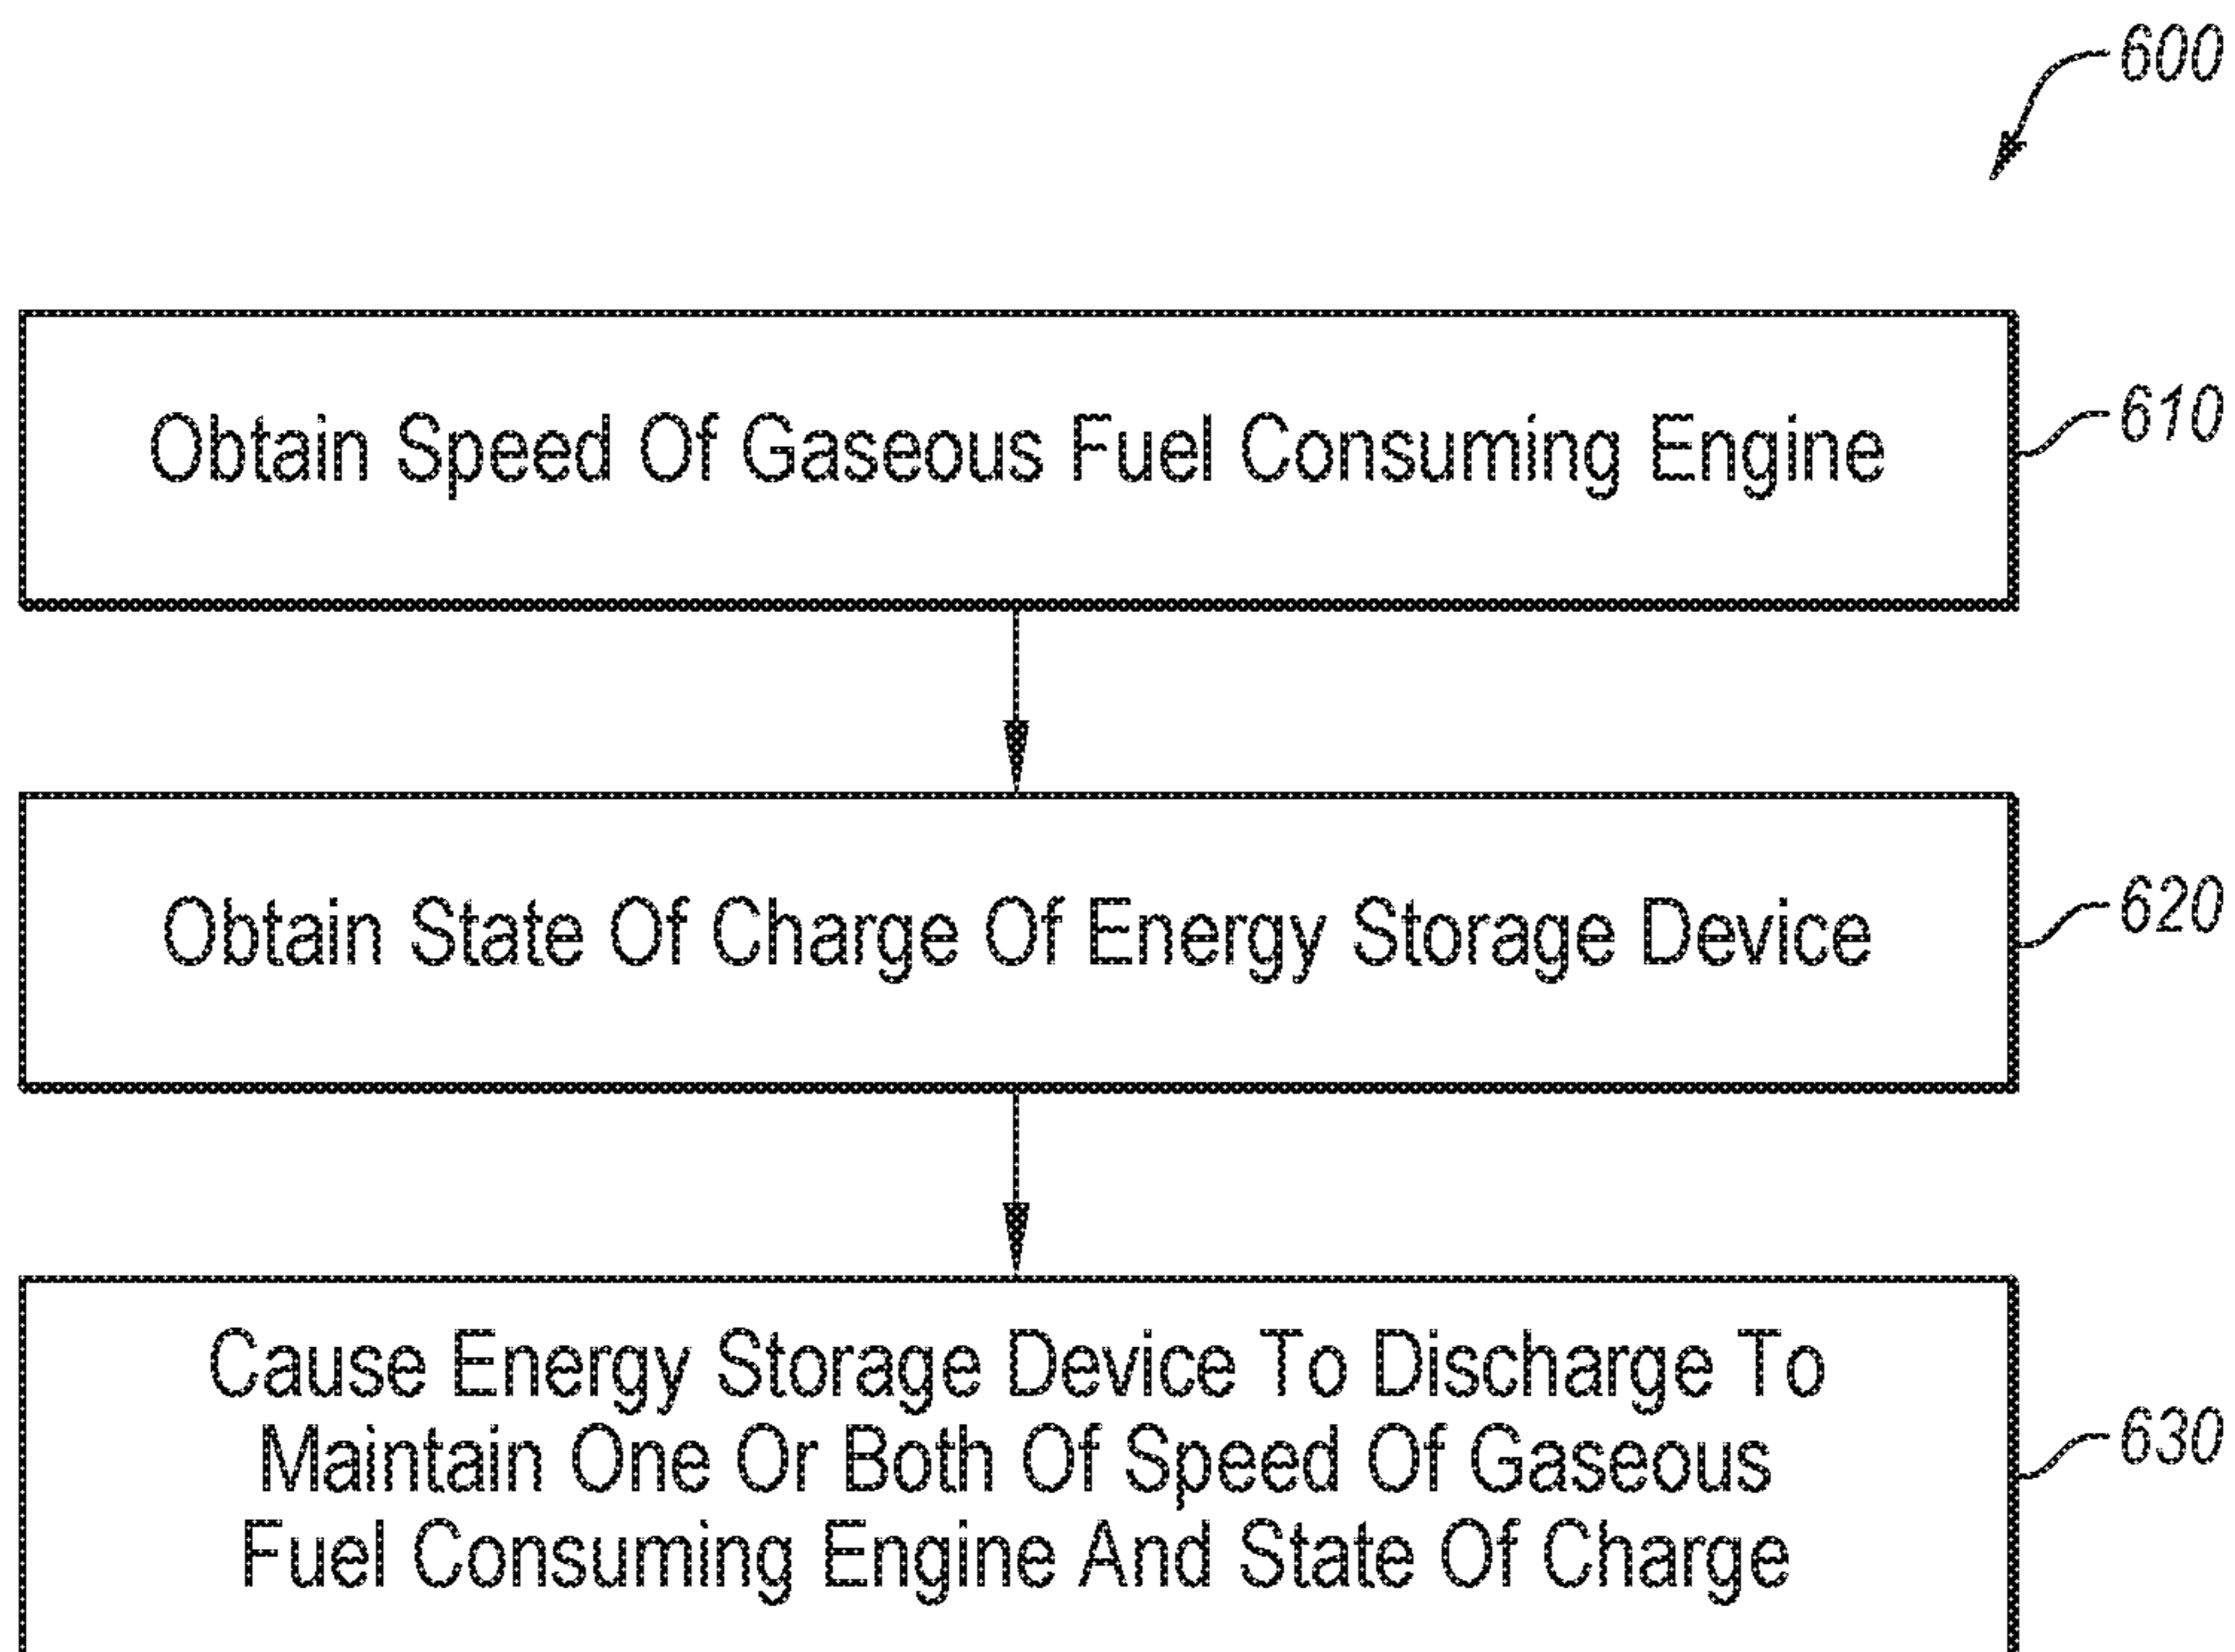 600
Obtain Speed Of Gaseous Fuel Consuming Engine
610
Obtain State Of Charge Of Energy Storage Device
620
Cause Energy Storage Device To Discharge To
Maintain One Or Both Of Speed Of Gaseous
Fuel Consuming Engine And State Of Charge
630